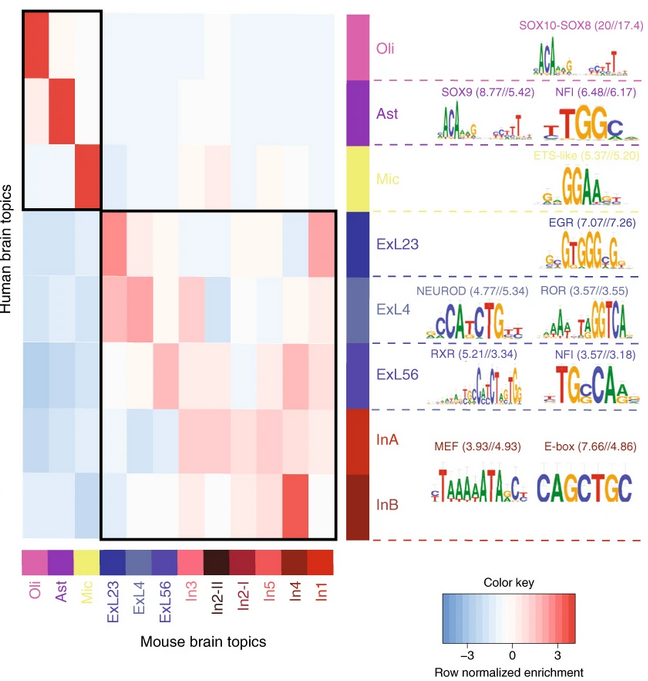 SOX10-SOX8 (20//17.4)
Oli
SOX9 (8.77//5.42) NFI (6.48//6.17)
Ast
ETS-like (5.37//5.20)
Mic
EGR (7.07//7.26)
ExL23
NEUROD (4.77//5.34) ROR (3.57//3.55)
ExL4
RXR (5.21//3.34) NFI (3.57//3.18)
ExL56
InA
MEF (3.93//4.93) E-box (7.66//4.86)
CAGCTGC
InB
Human brain topics
Oli Ast Mic ExL23 ExL4 ExL56 In3 In2-II In2-I In5 In4 In1
Mouse brain topics
Color key
−3 0 3
Row normalized enrichment